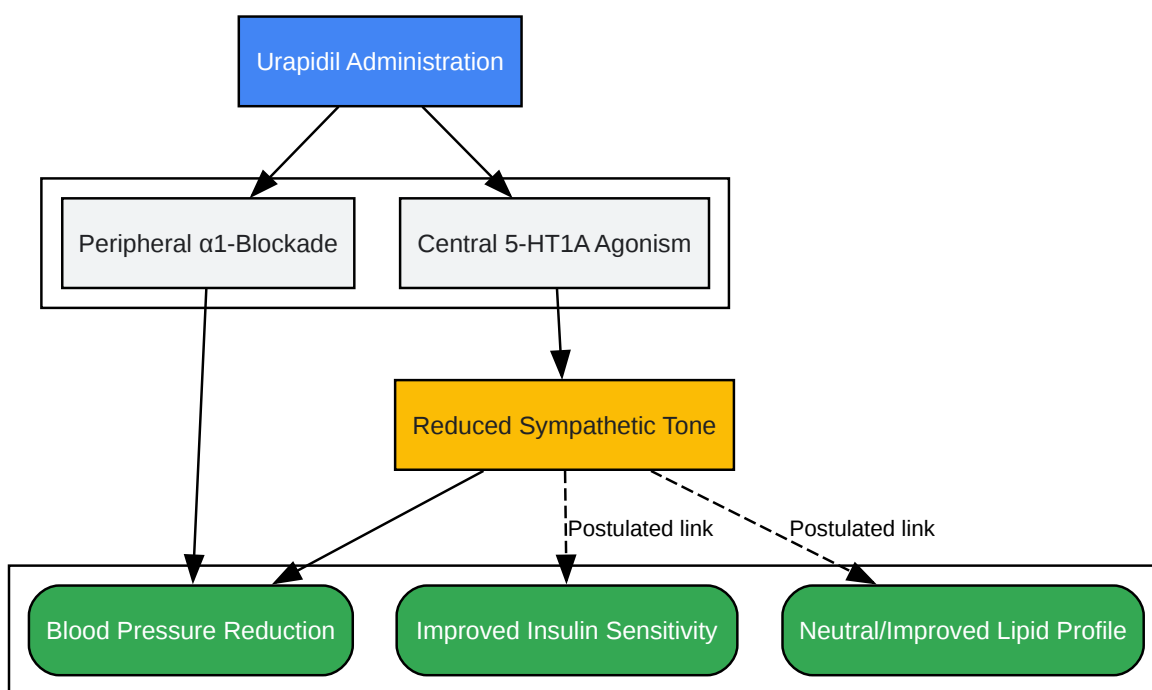 Urapidil Administration
Peripheral α1-Blockade
Central 5-HT1A Agonism
Reduced Sympathetic Tone
Postulated link
Postulated link
Blood Pressure Reduction
Improved Insulin Sensitivity
Neutral/Improved Lipid Profile